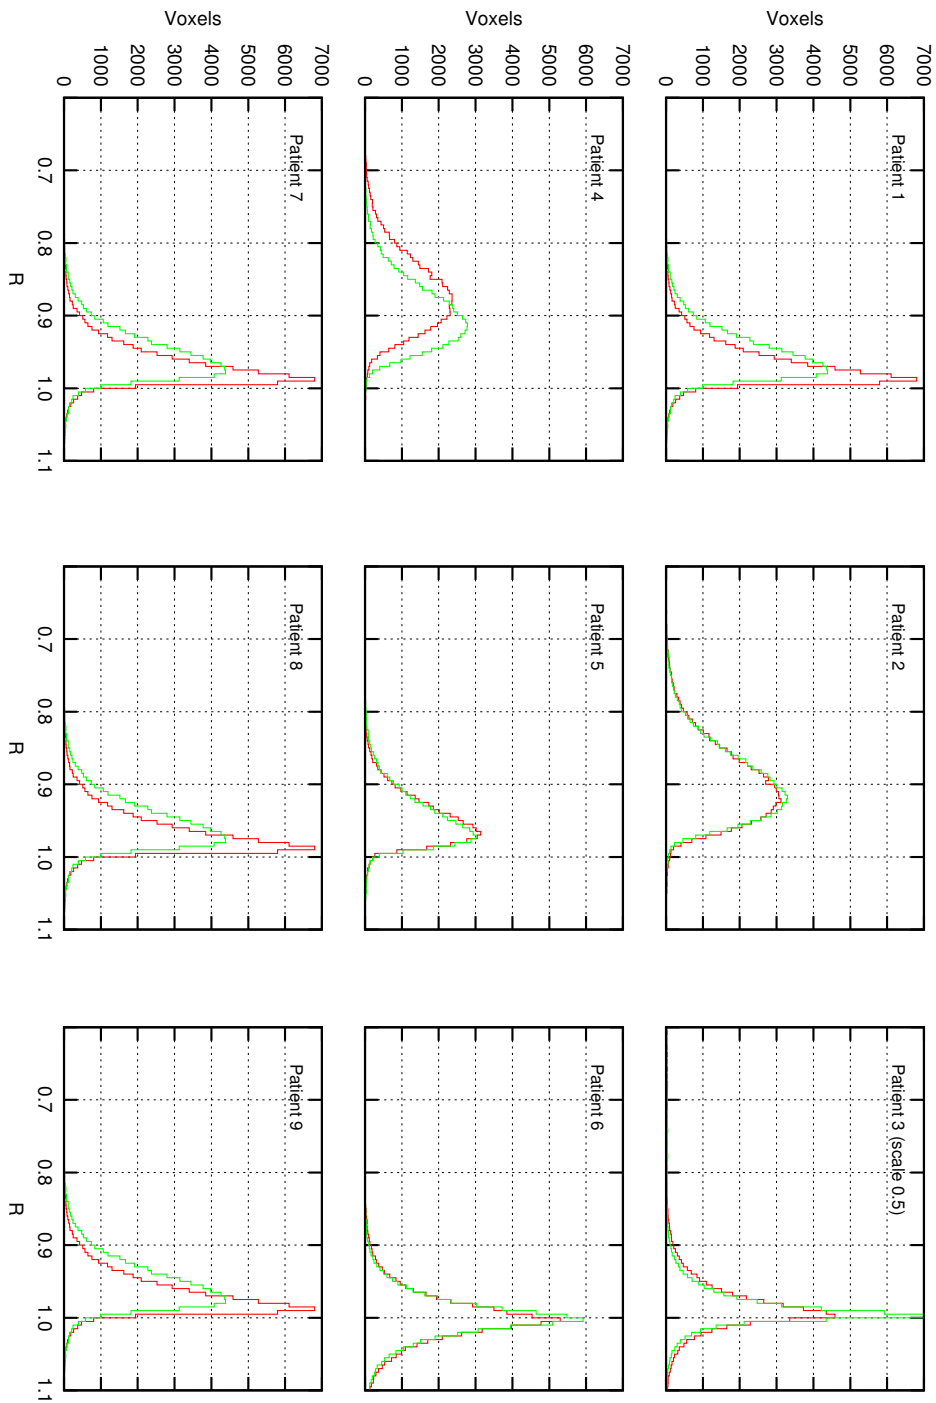 Voxels
7000
6000
5000
4000
3000
2000
1000
0
Patient 1
Patient 2
Patient 3 (scale 0.5)
Voxels
7000
6000
5000
4000
3000
2000
1000
0
Patient 4
Patient 5
Patient 6
Voxels
7000
6000
5000
4000
3000
2000
1000
0
Patient 7
Patient 8
Patient 9
0.7 0.8 0.9 1.0 1.1
0.7 0.8 0.9 1.0 1.1
0.7 0.8 0.9 1.0 1.1
R
R
R